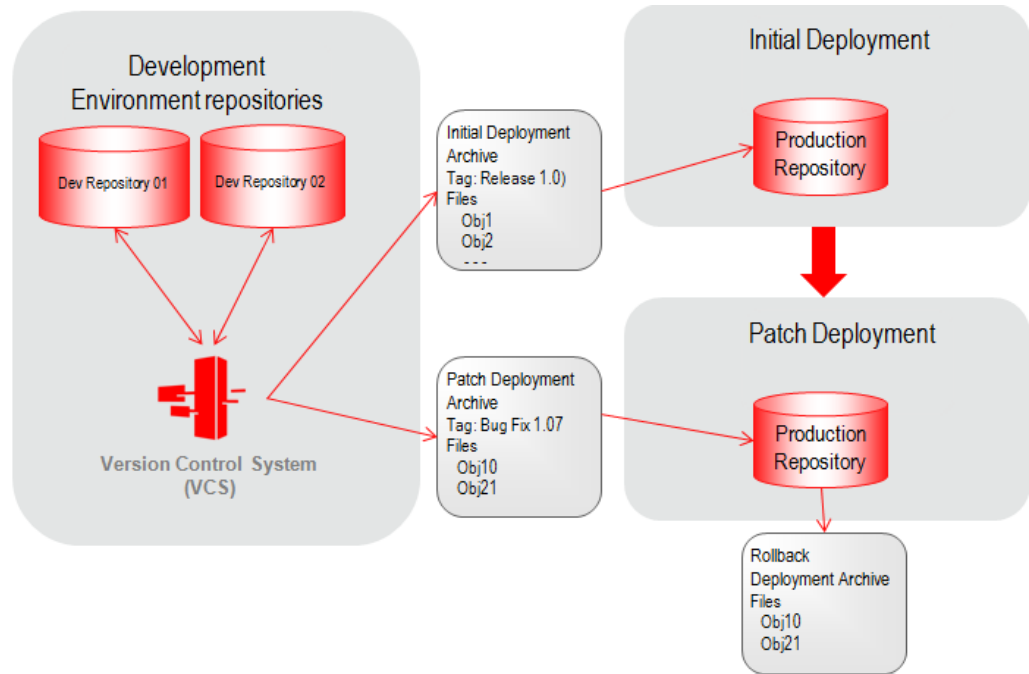 Development
Environment repositories
Dev Repository 01
Dev Repository 02
Version Control System
(VCS)
Initial Deployment
Archive
Tag: Release 1.0)
Files
Obj1
Obj2
---
Patch Deployment
Archive
Tag: Bug Fix 1.07
Files
Obj10
Obj21
Initial Deployment
Production
Repository
Patch Deployment
Production
Repository
Rollback
Deployment Archive
Files
Obj10
Obj21